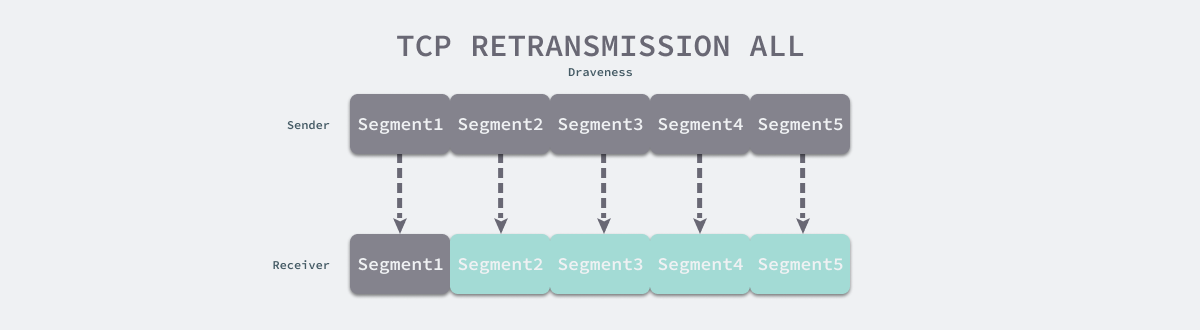 TCP RETRANSMISSION ALL
Draveness
Sender
Segment1 Segment2 Segment3 Segment4 Segment5
Receiver
Segment1 Segment2 Segment3 Segment4 Segment5